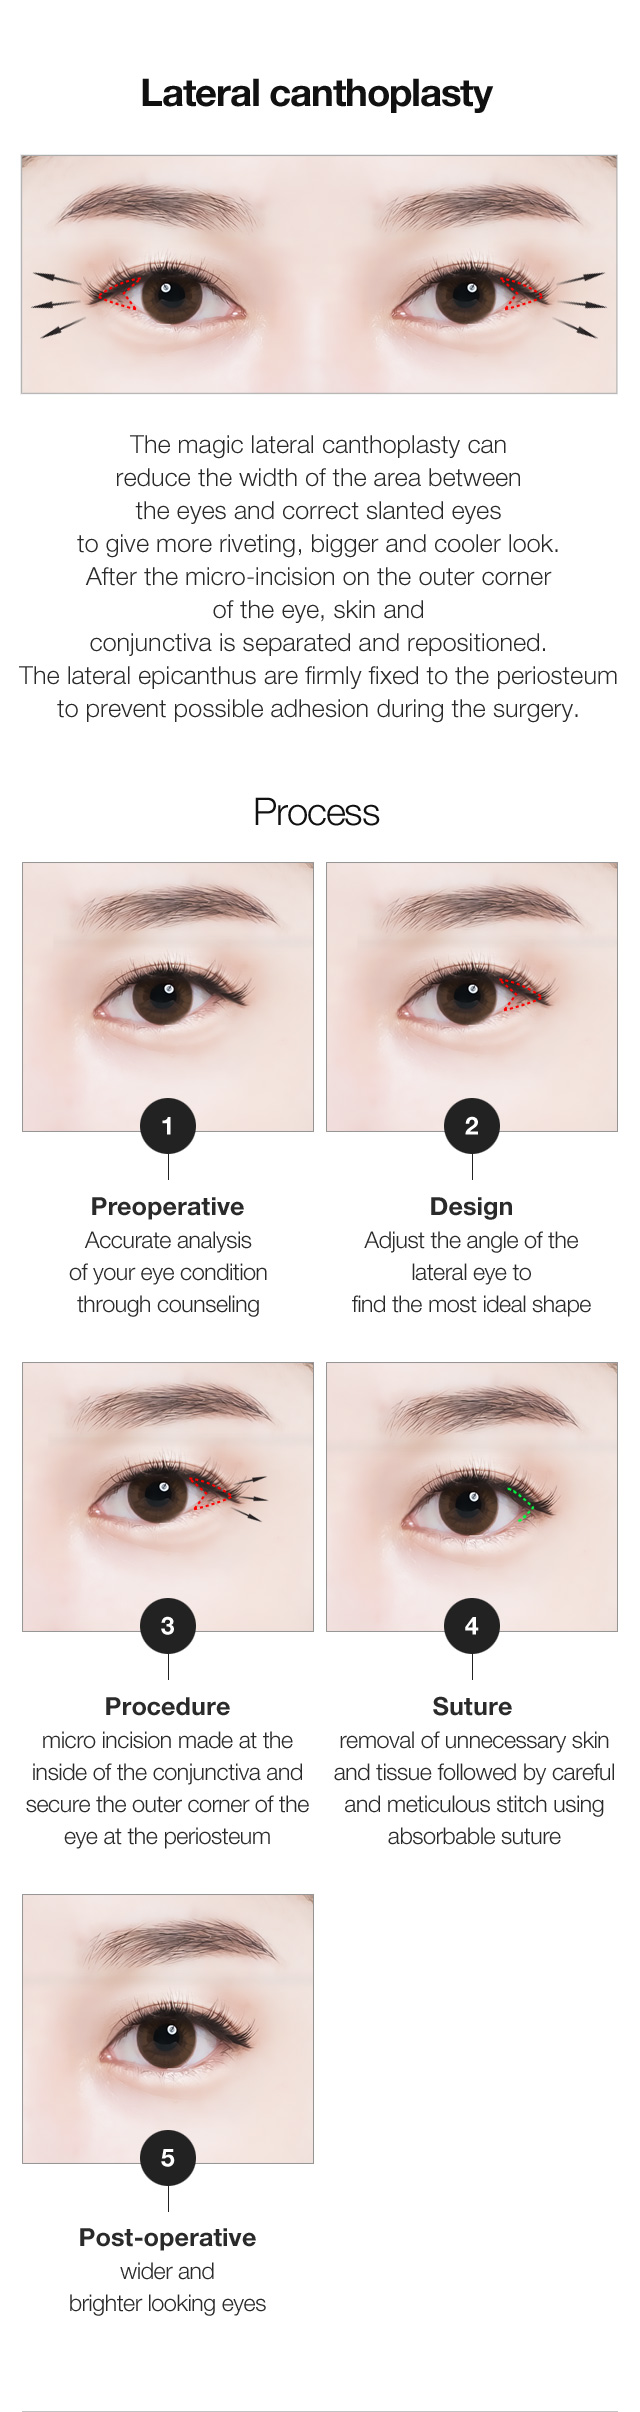 Lateral canthoplasty
The magic lateral canthoplasty can
reduce the width of the area between
the eyes and correct slanted eyes
to give more riveting, bigger and cooler look.
After the micro-incision on the outer corner
of the eye, skin and
conjunctiva is separated and repositioned.
The lateral epicanthus are firmly fixed to the periosteum
to prevent possible adhesion during the surgery.
Process
1
Preoperative
Accurate analysis
of your eye condition
through counseling
2
Design
Adjust the angle of the
lateral eye to
find the most ideal shape
3
Procedure
micro incision made at the
inside of the conjunctiva and
secure the outer corner of the
eye at the periosteum
4
Suture
removal of unnecessary skin
and tissue followed by careful
and meticulous stitch using
absorbable suture
5
Post-operative
wider and
brighter looking eyes